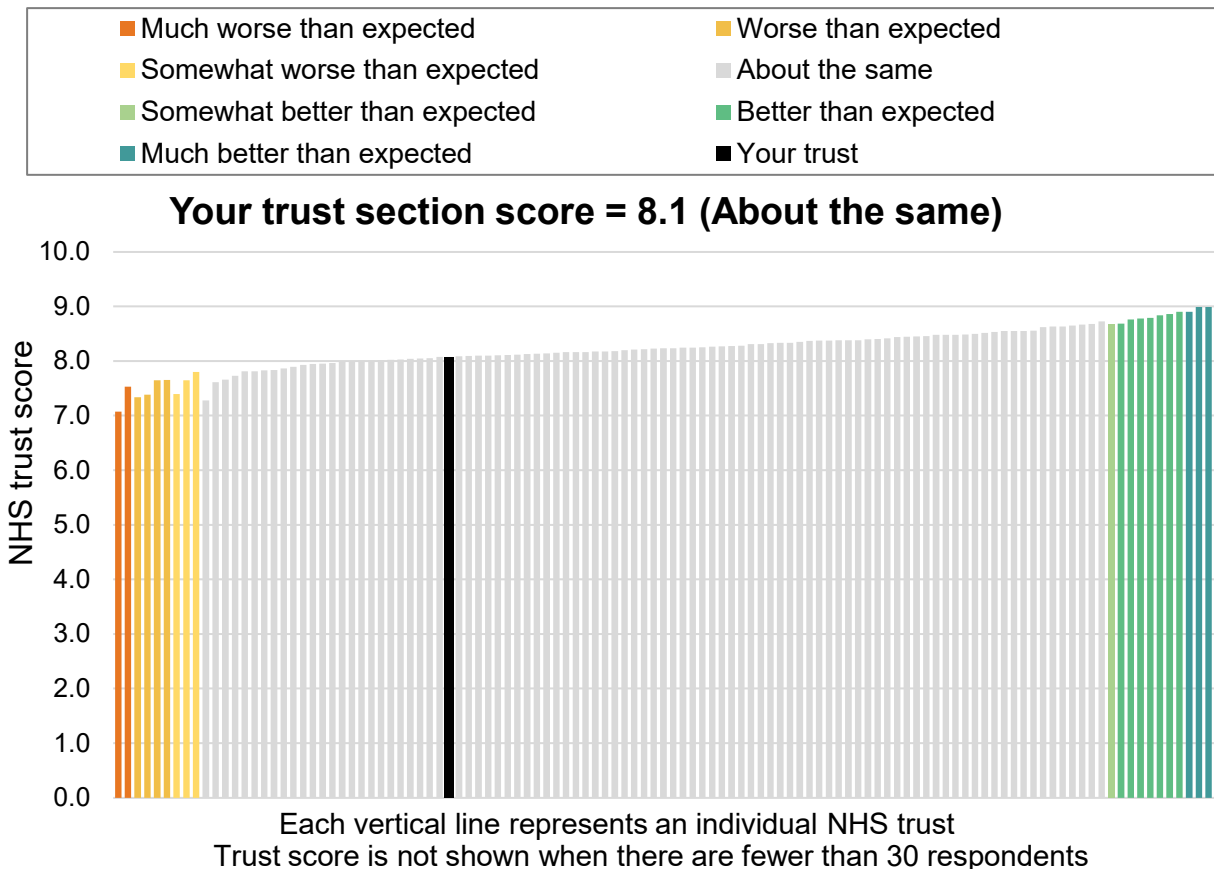 Much worse than expected
Worse than expected
Somewhat worse than expected
About the same
Somewhat better than expected
Better than expected
Much better than expected
Your trust
Your trust section score = 8.1 (About the same)
10.0
9.0
8.0
7.0
6.0
5.0
4.0
3.0
2.0
1.0
0.0
NHS trust score
Each vertical line represents an individual NHS trust
Trust score is not shown when there are fewer than 30 respondents